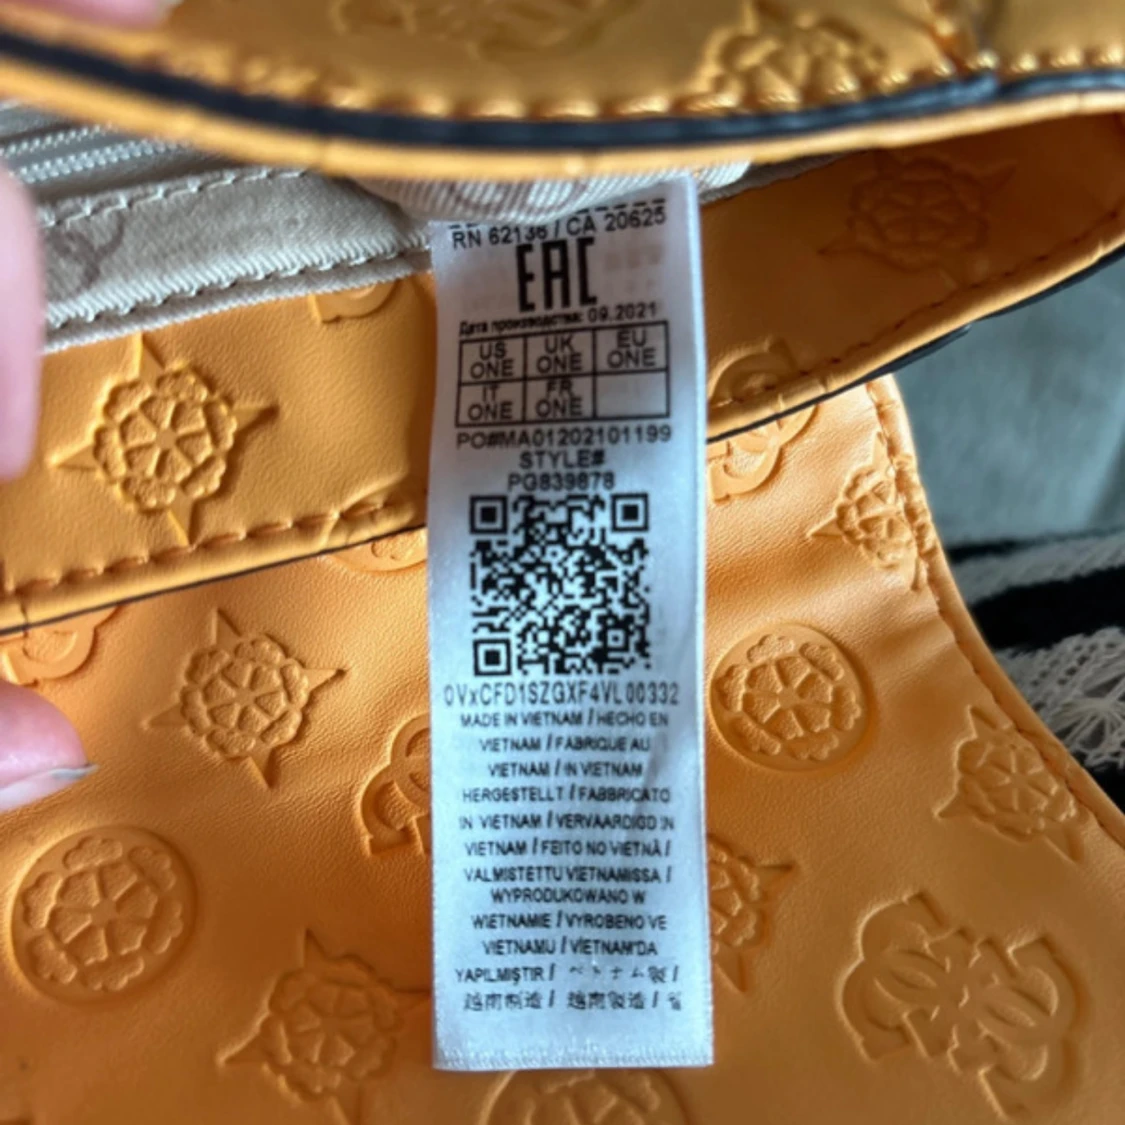 RN 62136 / CA 20625
EAC
Дата производства: 09.2021
US ONE UK ONE EU ONE
IT ONE FR ONE
PO#MA01202101199
STYLE#
PG839878
0VxCFD1SZGXF4VL00332
MADE IN VIETNAM / HECHO EN
VIETNAM / FABRIQUE AU
VIETNAM / IN VIETNAM
HERGESTELLT / FABBRICATO
IN VIETNAM / VERVAARDIGD IN
VIETNAM / FEITO NO VIETNÃ /
VALMISTETTU VIETNAMISSA /
WYPRODUKOWANO W
WIETNAMIE / VYROBENO VE
VIETNAMU / VIETNAM'DA
YAPILMIŞTIR / ベトナム製 /
越南制造 / 越南製造 /